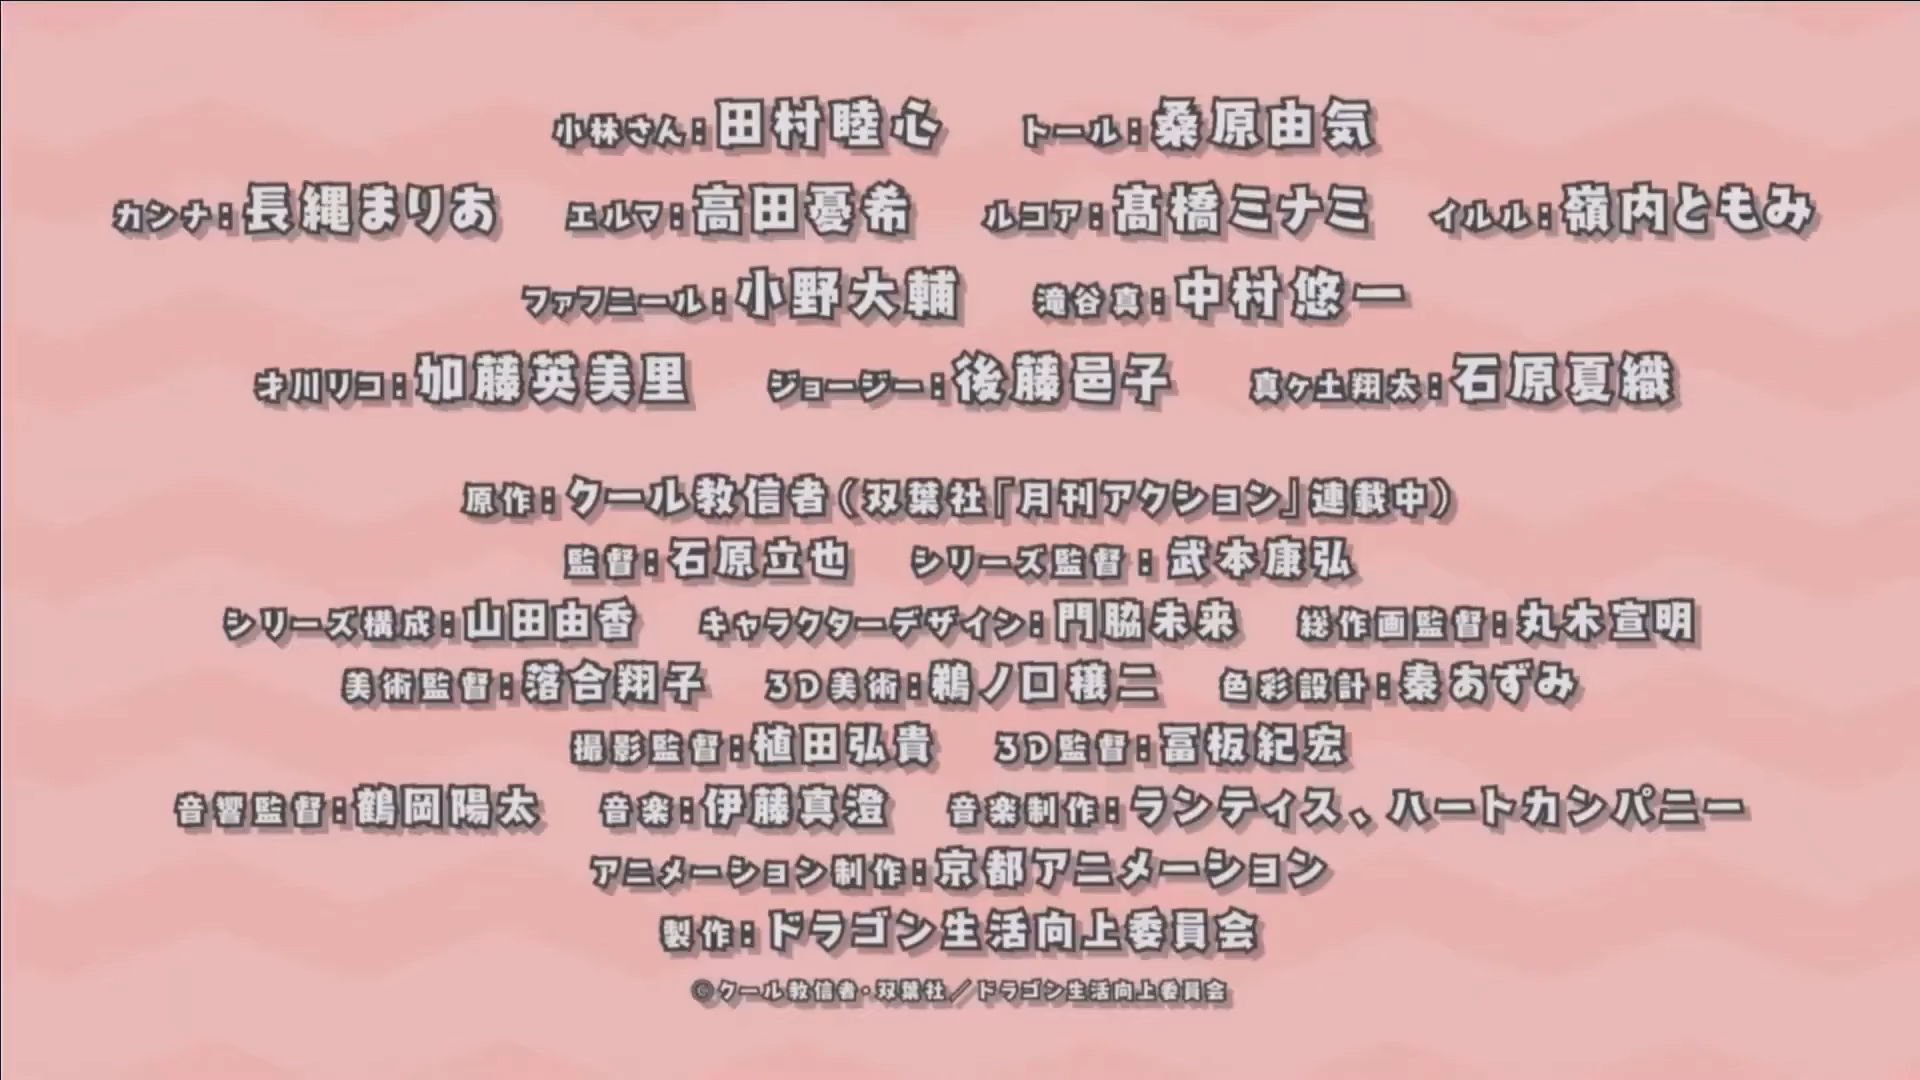 小林さん：田村睦心　トール：桑原由気
カンナ：長縄まりあ　エルマ：高田憂希　ルコア：髙橋ミナミ　イルル：嶺内ともみ
ファフニール：小野大輔　滝谷真：中村悠一
才川リコ：加藤英美里　ジョージー：後藤邑子　真ヶ土翔太：石原夏織
原作：クール教信者（双葉社『月刊アクション』連載中）
監督：石原立也　シリーズ監督：武本康弘
シリーズ構成：山田由香　キャラクターデザイン：門脇未来　総作画監督：丸木宣明
美術監督：落合翔子　3D美術：鵜ノ口穣二　色彩設計：秦あずみ
撮影監督：植田弘貴　3D監督：冨板紀宏
音響監督：鶴岡陽太　音楽：伊藤真澄　音楽制作：ランティス、ハートカンパニー
アニメーション制作：京都アニメーション
製作：ドラゴン生活向上委員会
©クール教信者・双葉社／ドラゴン生活向上委員会